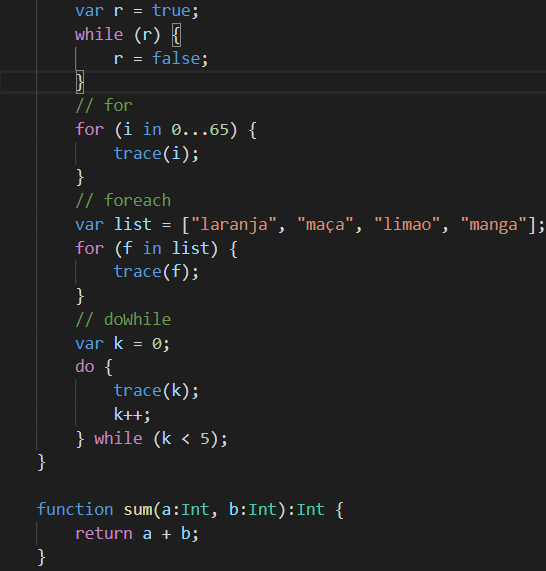 var r = true;
while (r) {
r = false;
}
// for
for (i in 0...65) {
trace(i);
}
// foreach
var list = ["laranja", "maça", "limao", "manga"];
for (f in list) {
trace(f);
}
// doWhile
var k = 0;
do {
trace(k);
k++;
} while (k < 5);
}
function sum(a:Int, b:Int):Int {
return a + b;
}